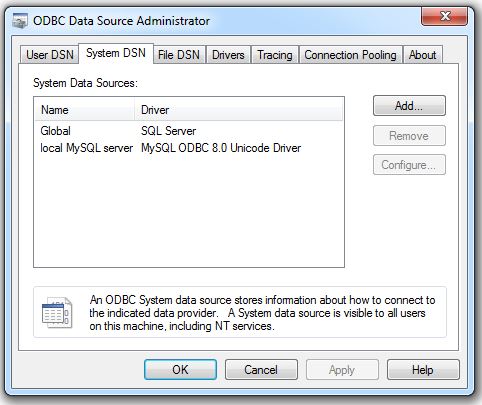 ODBC Data Source Administrator
User DSN System DSN File DSN Drivers Tracing Connection Pooling About
System Data Sources:
Name Driver
Global SQL Server
local MySQL server MySQL ODBC 8.0 Unicode Driver
Add...
Remove
Configure...
An ODBC System data source stores information about how to connect to
the indicated data provider. A System data source is visible to all users
on this machine, including NT services.
OK Cancel Apply Help